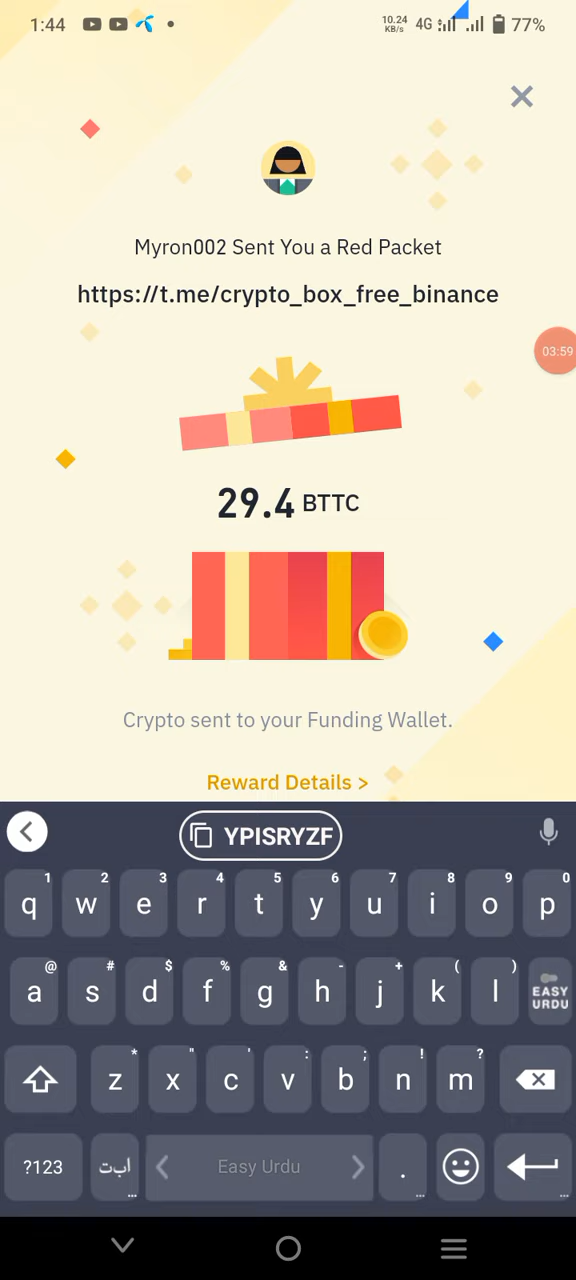 1:44
10.24 KB/s 4G 77%
Myron002 Sent You a Red Packet
https://t.me/crypto_box_free_binance
03:59
29.4 BTTC
Crypto sent to your Funding Wallet.
Reward Details >
YPISRYZF
1 2 3 4 5 6 7 8 9 0
q w e r t y u i o p
@ # $ % & - + ( )
a s d f g h j k l EASY URDU
* " ' : ; ! ?
z x c v b n m
?123 اب‌ت Easy Urdu .